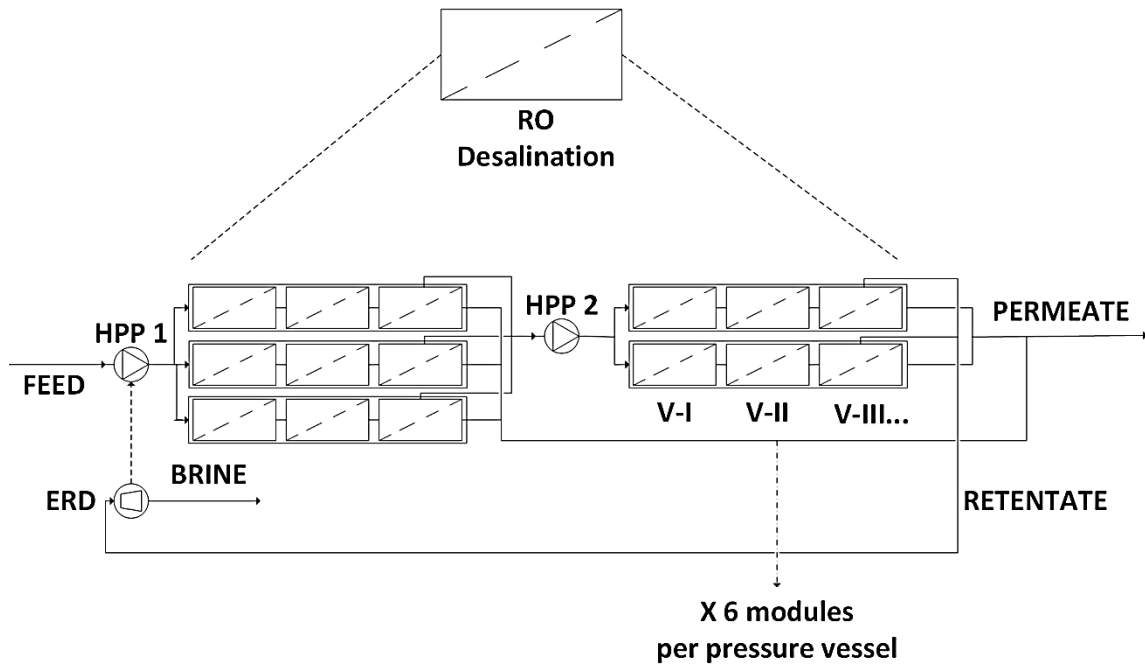 RO
Desalination
HPP 1
HPP 2
PERMEATE
FEED
V-I
V-II
V-III...
BRINE
ERD
RETENTATE
X 6 modules
per pressure vessel